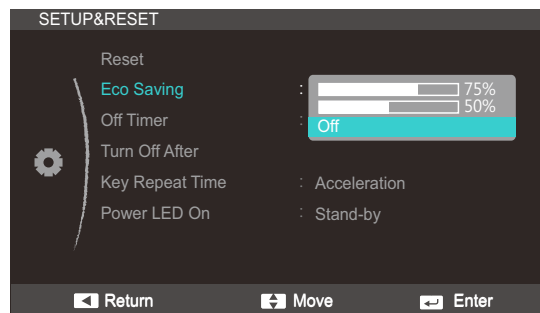 SETUP&RESET
Reset
Eco Saving : 75%
50%
Off Timer : Off
Turn Off After
Key Repeat Time : Acceleration
Power LED On : Stand-by
Return Move Enter